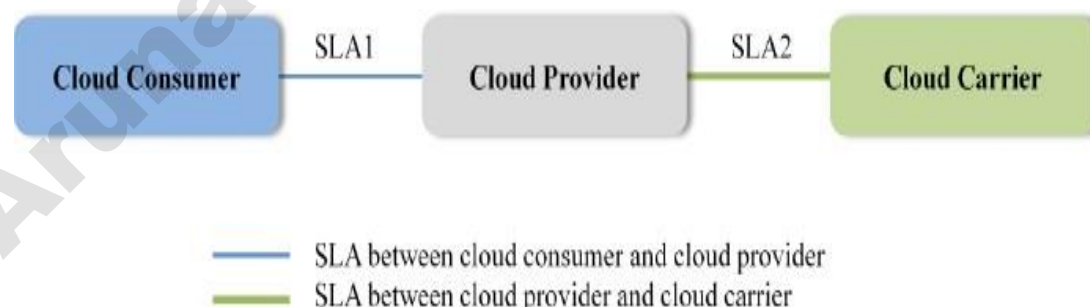 SLA1 SLA2
Cloud Consumer Cloud Provider Cloud Carrier
SLA between cloud consumer and cloud provider
SLA between cloud provider and cloud carrier